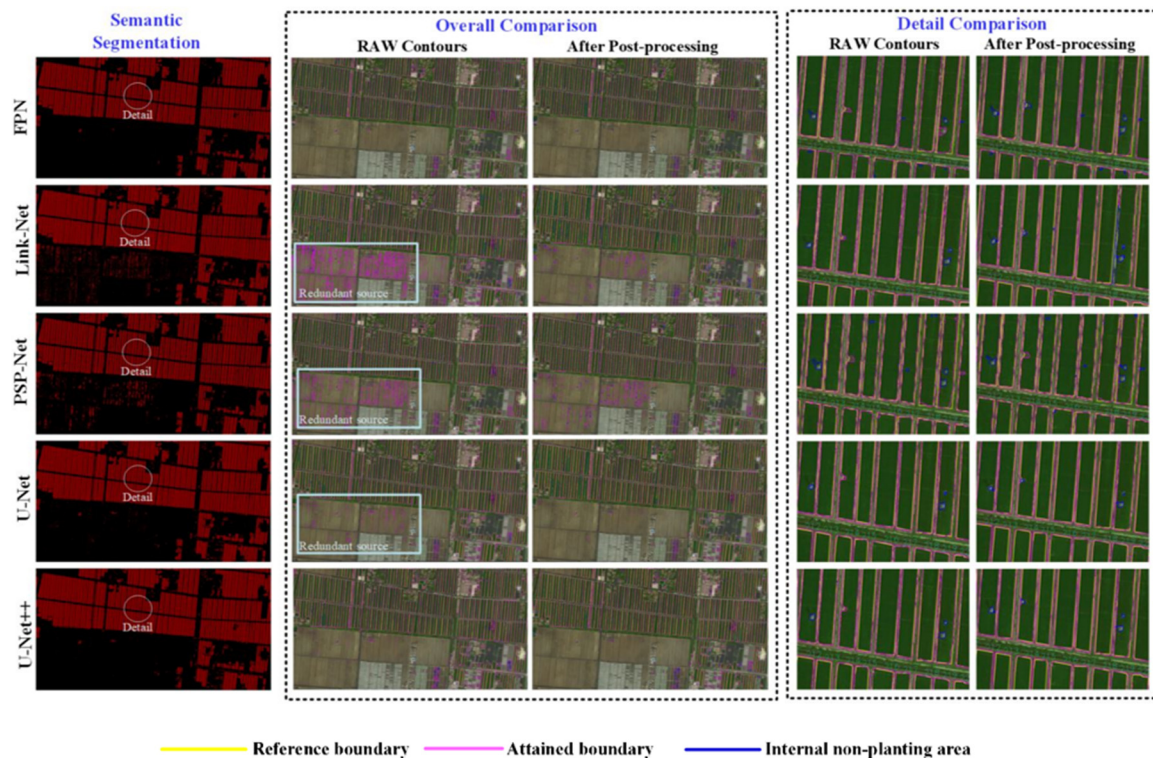 Semantic
Segmentation
Overall Comparison
Detail Comparison
RAW Contours
After Post-processing
RAW Contours
After Post-processing
FPN
Detail
Link-Net
Detail
Redundant source
PSP-Net
Detail
Redundant source
U-Net
Detail
Redundant source
U-Net++
Detail
Reference boundary
Attained boundary
Internal non-planting area